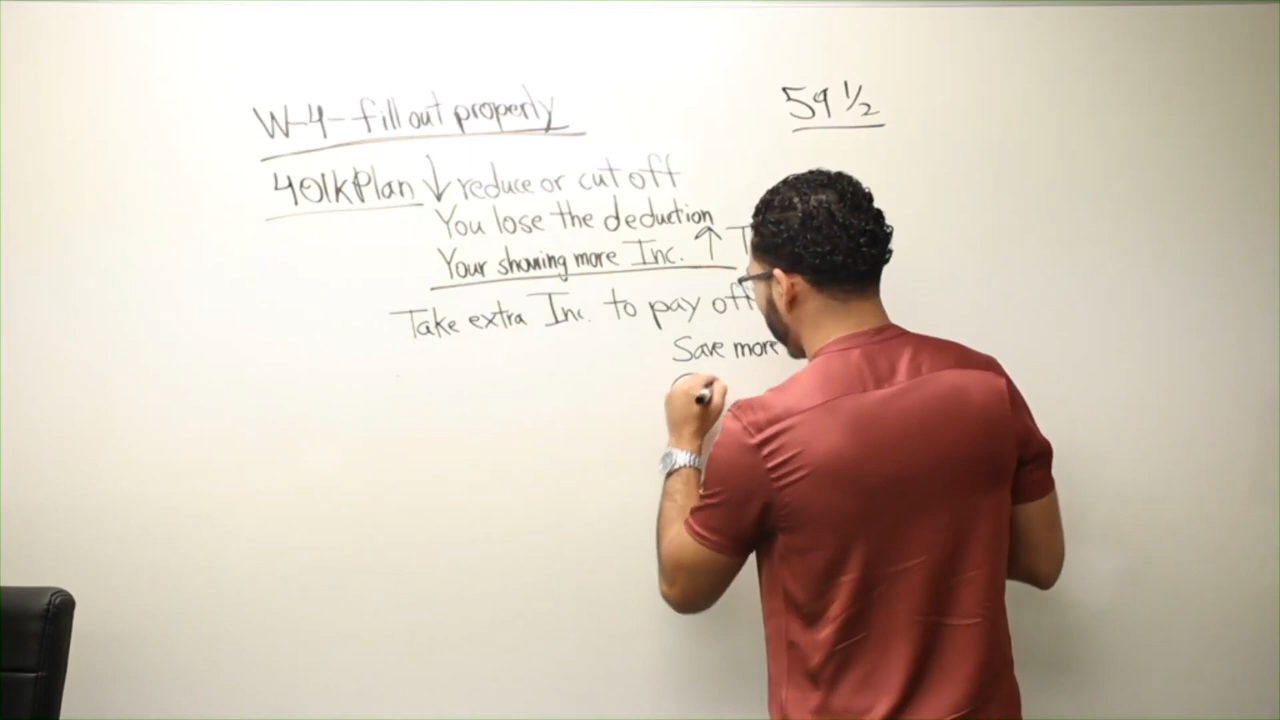 W-4- fill out properly
59 1/2
401k Plan ↓ reduce or cut off
You lose the deduction
Your showing more Inc. ↑ T
Take extra Inc. to pay off
Save more